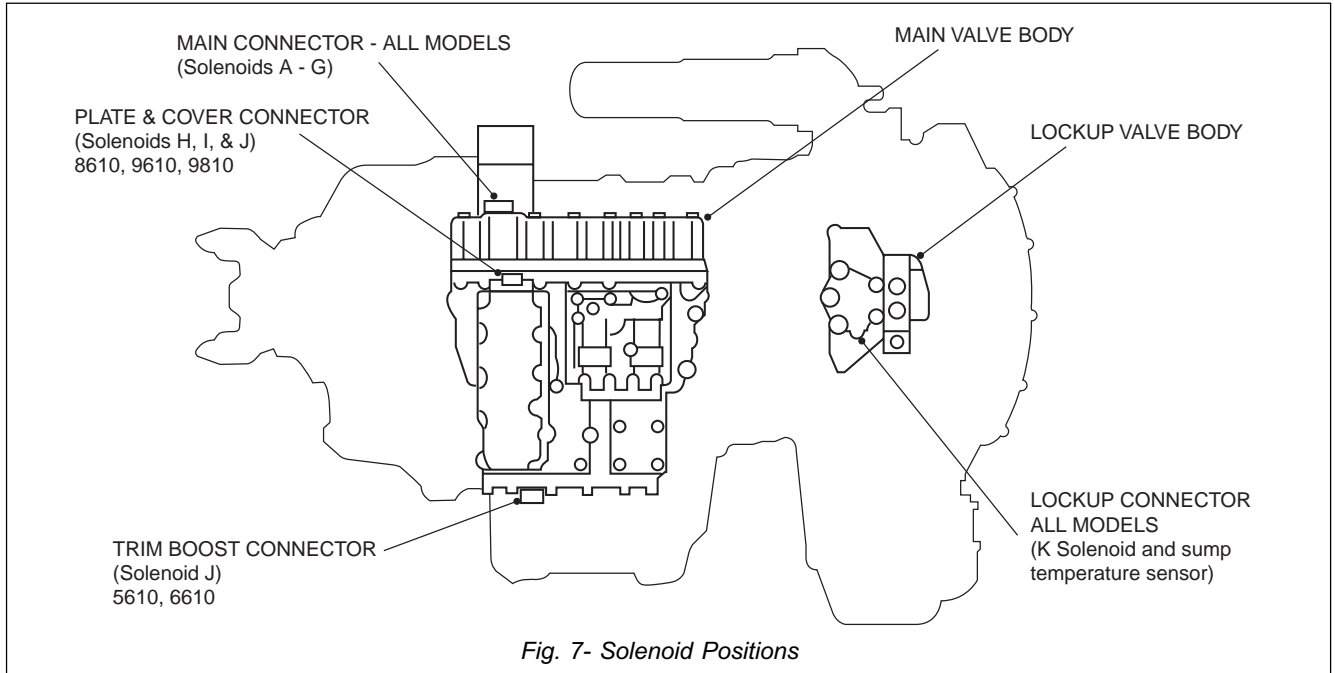 MAIN CONNECTOR - ALL MODELS
(Solenoids A - G)
PLATE & COVER CONNECTOR
(Solenoids H, I, & J)
8610, 9610, 9810
MAIN VALVE BODY
LOCKUP VALVE BODY
TRIM BOOST CONNECTOR
(Solenoid J)
5610, 6610
LOCKUP CONNECTOR
ALL MODELS
(K Solenoid and sump
temperature sensor)
Fig. 7- Solenoid Positions